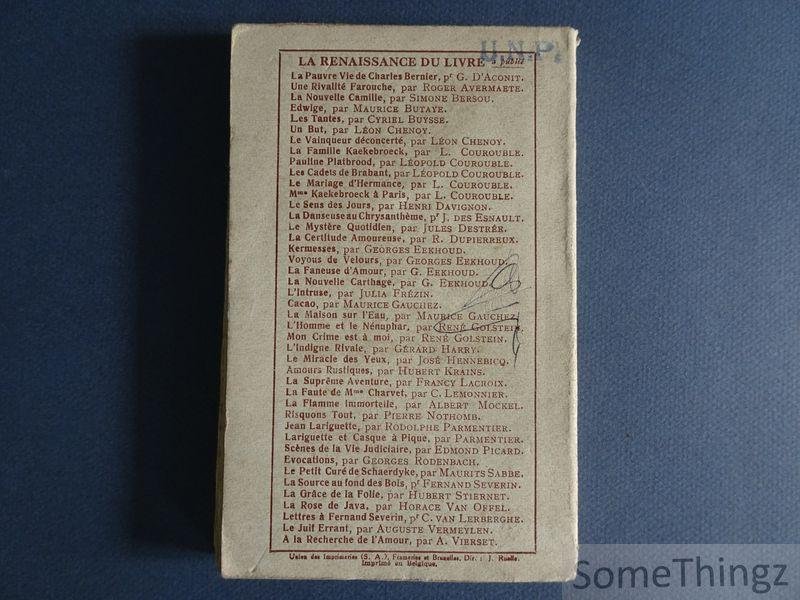 U.N.P.
LA RENAISSANCE DU LIVRE a publié
La Pauvre Vie de Charles Bernier, pr G. D'ACONIT.
Une Rivalité Farouche, par ROGER AVERMAETE.
La Nouvelle Camille, par SIMONE BERSOU.
Edwige, par MAURICE BUTAYE.
Les Tantes, par CYRIEL BUYSSE.
Un But, par LÉON CHENOY.
Le Vainqueur déconcerté, par LÉON CHENOY.
La Famille Kaekebroeck, par L. COUROUBLE.
Pauline Platbrood, par LÉOPOLD COUROUBLE.
Les Cadets de Brabant, par LÉOPOLD COUROUBLE.
Le Mariage d'Hermance, par L. COUROUBLE.
Mme Kaekebroeck à Paris, par L. COUROUBLE.
Le Sens des Jours, par HENRI DAVIGNON.
La Danseuse au Chrysanthème, pr J. DES ESNAULT.
Le Mystère Quotidien, par JULES DESTRÉE.
La Certitude Amoureuse, par R. DUPIERREUX.
Kermesses, par GEORGES EEKHOUD.
Voyous de Velours, par GEORGES EEKHOUD.
La Faneuse d'Amour, par G. EEKHOUD.
La Nouvelle Carthage, par G. EEKHOUD.
L'Intruse, par JULIA FRÉZIN.
Cacao, par MAURICE GAUCHEZ.
La Maison sur l'Eau, par MAURICE GAUCHEZ.
L'Homme et le Nénuphar, par RENÉ GOLSTEIN.
Mon Crime est à moi, par RENÉ GOLSTEIN.
L'Indigne Rivale, par GÉRARD HARRY.
Le Miracle des Yeux, par JOSÉ HENNEBICQ.
Amours Rustiques, par HUBERT KRAINS.
La Suprême Aventure, par FRANCY LACROIX.
La Faute de Mme Charvet, par C. LEMONNIER.
La Flamme Immortelle, par ALBERT MOCKEL.
Risquons Tout, par PIERRE NOTHOMB.
Jean Lariguette, par RODOLPHE PARMENTIER.
Lariguette et Casque à Pique, par PARMENTIER.
Scènes de la Vie Judiciaire, par EDMOND PICARD.
Evocations, par GEORGES RODENBACH.
Le Petit Curé de Schaerdyke, par MAURITS SABBE.
La Source au fond des Bois, pr FERNAND SEVERIN.
La Grâce de la Folie, par HUBERT STIERNET.
La Rose de Java, par HORACE VAN OFFEL.
Lettres à Fernand Severin, pr C. VAN LERBERGHE.
Le Juif Errant, par AUGUSTE VERMEYLEN.
A la Recherche de l'Amour, par A. VIERSET.
Union des Imprimeries (S. A.), Frameries et Bruxelles. Dir. : J. Ruelle.
Imprimé en Belgique.
SomeThingz